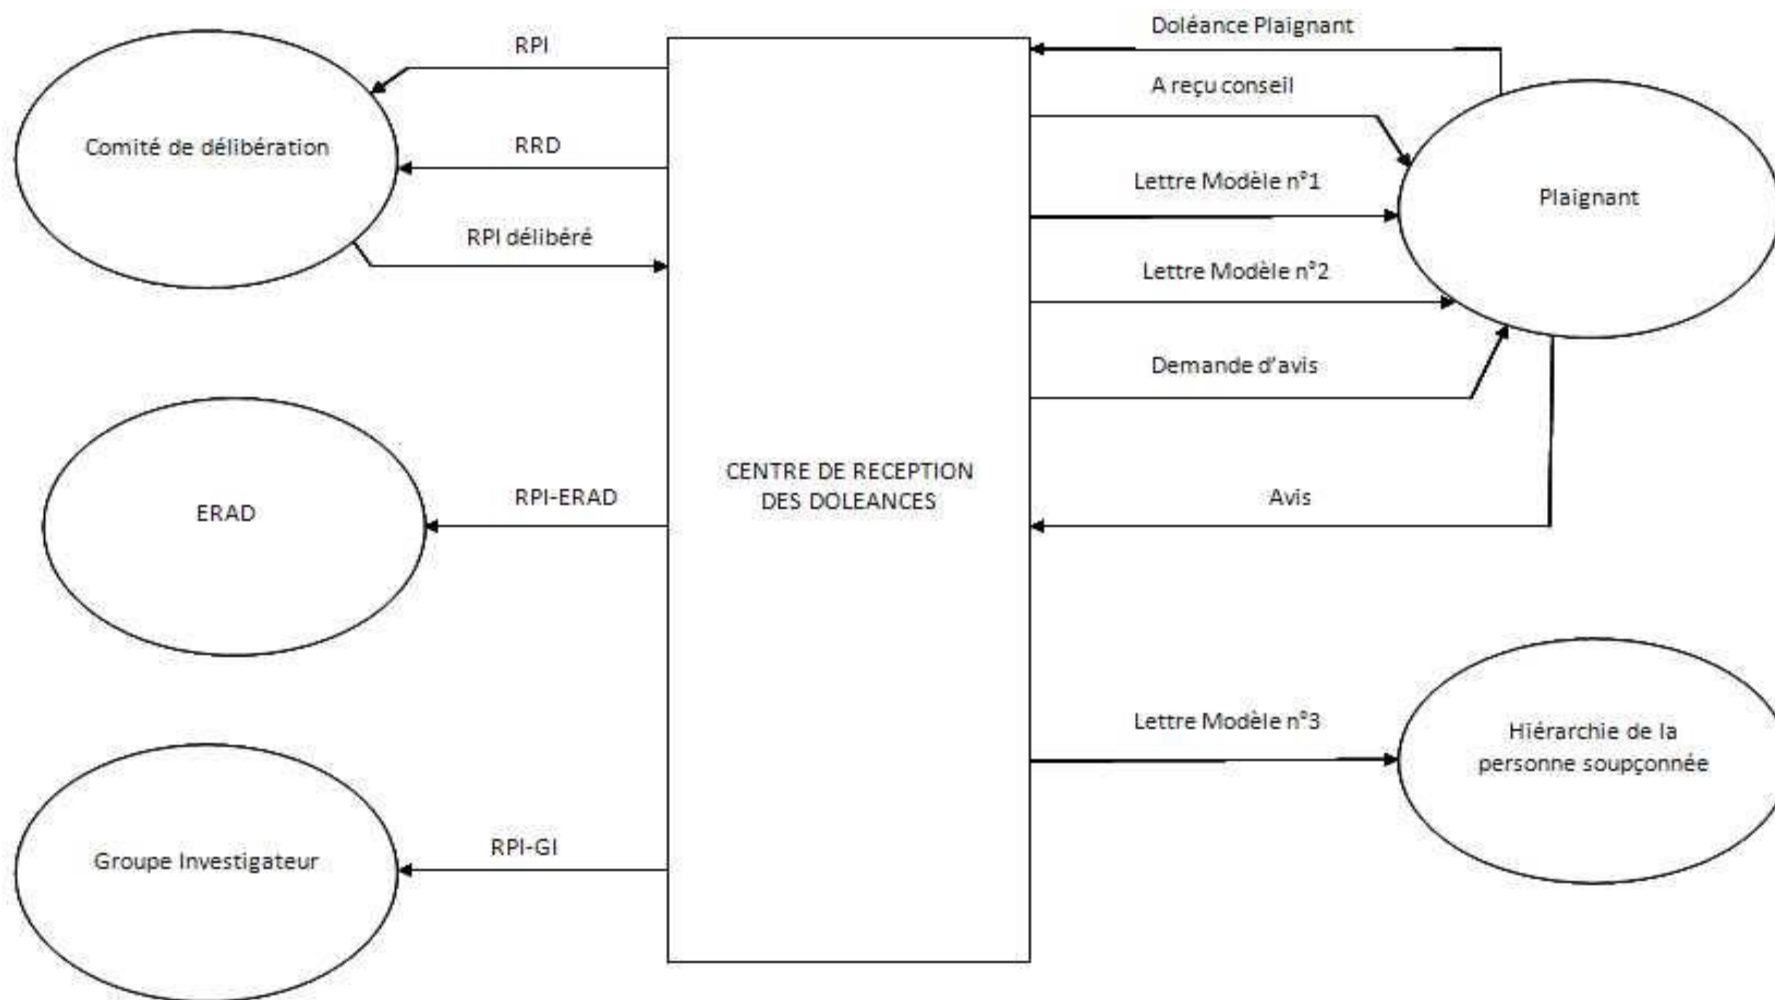 Doléance Plaignant
RPI
A reçu conseil
Comité de délibération
RRD
Lettre Modèle n°1
Plaignant
RPI délibéré
Lettre Modèle n°2
Demande d'avis
CENTRE DE RECEPTION
DES DOLEANCES
ERAD
RPI-ERAD
Avis
Lettre Modèle n°3
Hiérarchie de la
personne soupçonnée
Groupe Investigateur
RPI-GI